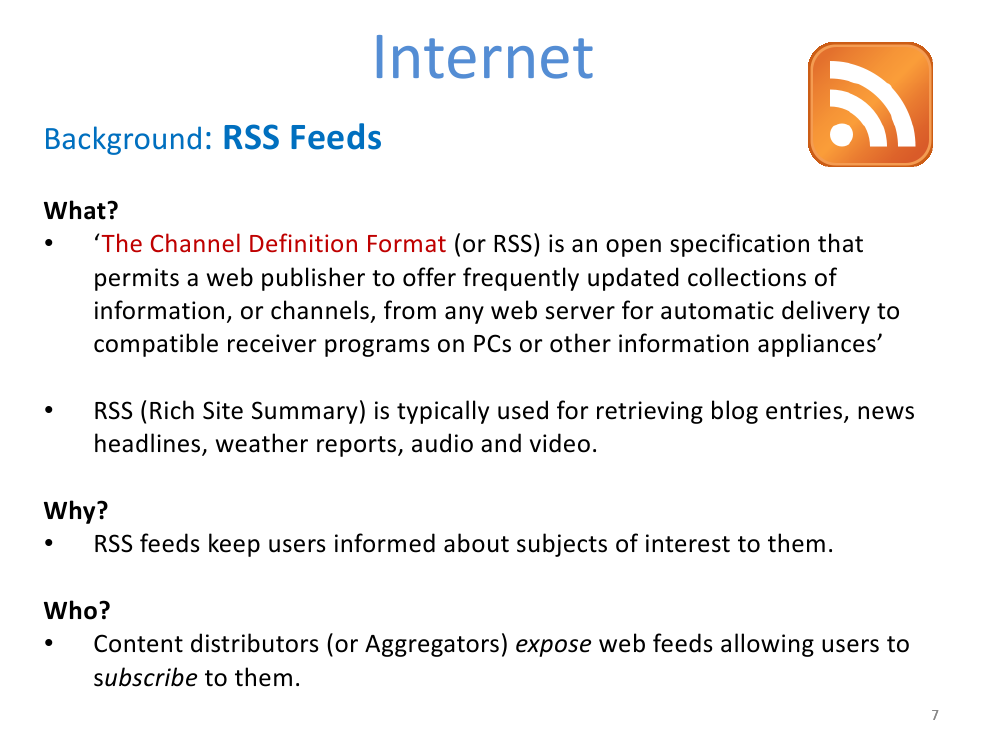 Internet
Background: RSS Feeds
What?
• ‘The Channel Definition Format (or RSS) is an open specification that
permits a web publisher to offer frequently updated collections of
information, or channels, from any web server for automatic delivery to
compatible receiver programs on PCs or other information appliances’
• RSS (Rich Site Summary) is typically used for retrieving blog entries, news
headlines, weather reports, audio and video.
Why?
• RSS feeds keep users informed about subjects of interest to them.
Who?
• Content distributors (or Aggregators) expose web feeds allowing users to
subscribe to them.
7